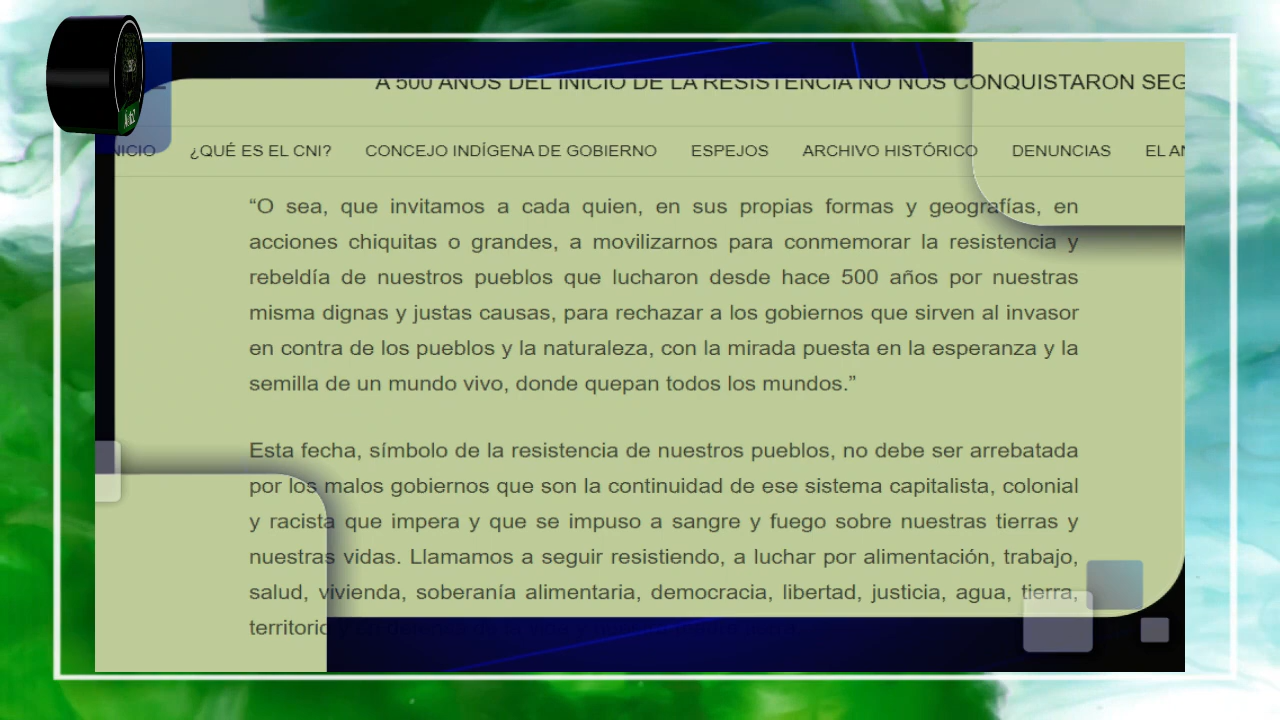 A 500 AÑOS DEL INICIO DE LA RESISTENCIA NO NOS CONQUISTARON SEG
NICIO ¿QUÉ ES EL CNI? CONCEJO INDÍGENA DE GOBIERNO ESPEJOS ARCHIVO HISTÓRICO DENUNCIAS EL AN
“O sea, que invitamos a cada quien, en sus propias formas y geografías, en
acciones chiquitas o grandes, a movilizarnos para conmemorar la resistencia y
rebeldía de nuestros pueblos que lucharon desde hace 500 años por nuestras
misma dignas y justas causas, para rechazar a los gobiernos que sirven al invasor
en contra de los pueblos y la naturaleza, con la mirada puesta en la esperanza y la
semilla de un mundo vivo, donde quepan todos los mundos.”
Esta fecha, símbolo de la resistencia de nuestros pueblos, no debe ser arrebatada
por los malos gobiernos que son la continuidad de ese sistema capitalista, colonial
y racista que impera y que se impuso a sangre y fuego sobre nuestras tierras y
nuestras vidas. Llamamos a seguir resistiendo, a luchar por alimentación, trabajo,
salud, vivienda, soberanía alimentaria, democracia, libertad, justicia, agua, tierra,
territorio